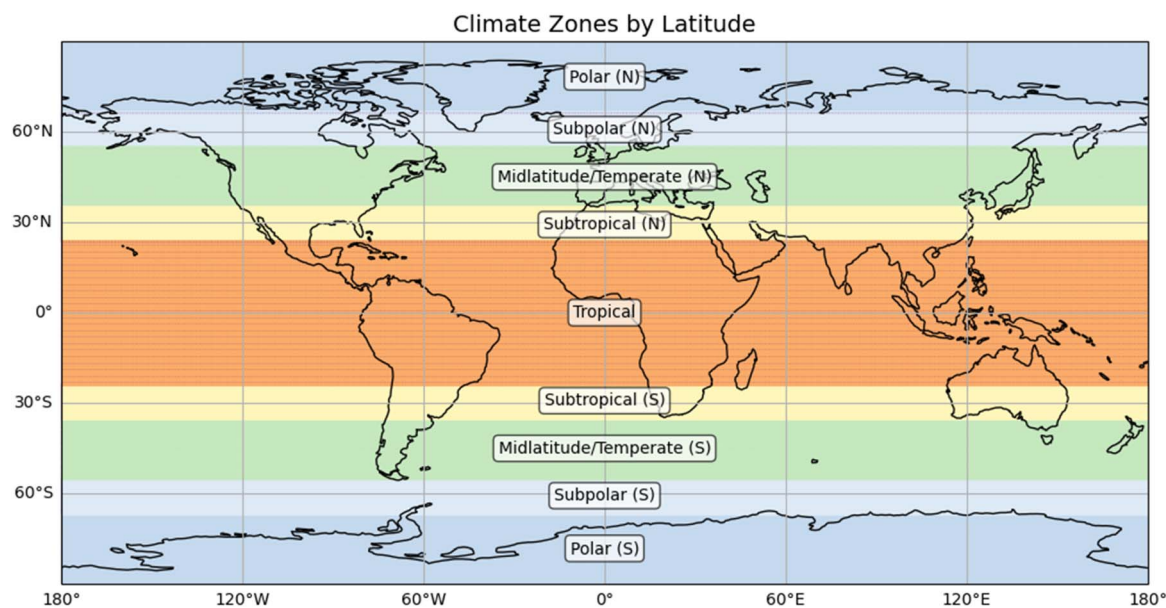 Climate Zones by Latitude
Polar (N)
60°N
Subpolar (N)
Midlatitude/Temperate (N)
30°N
Subtropical (N)
0°
Tropical
30°S
Subtropical (S)
Midlatitude/Temperate (S)
60°S
Subpolar (S)
Polar (S)
180° 120°W 60°W 0° 60°E 120°E 180°